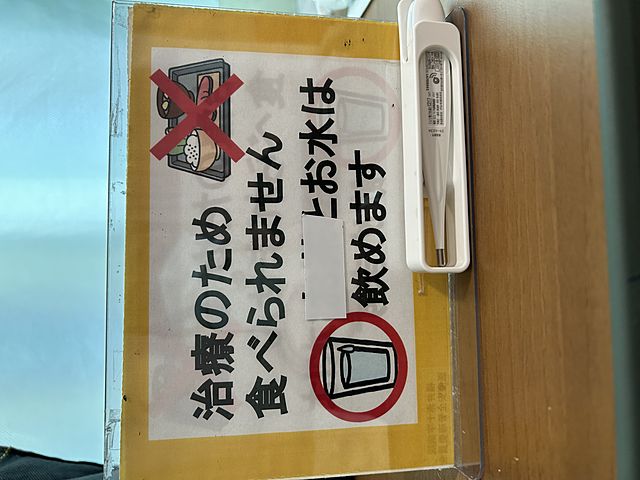 治療のため
食べられません
とお水は
飲めます